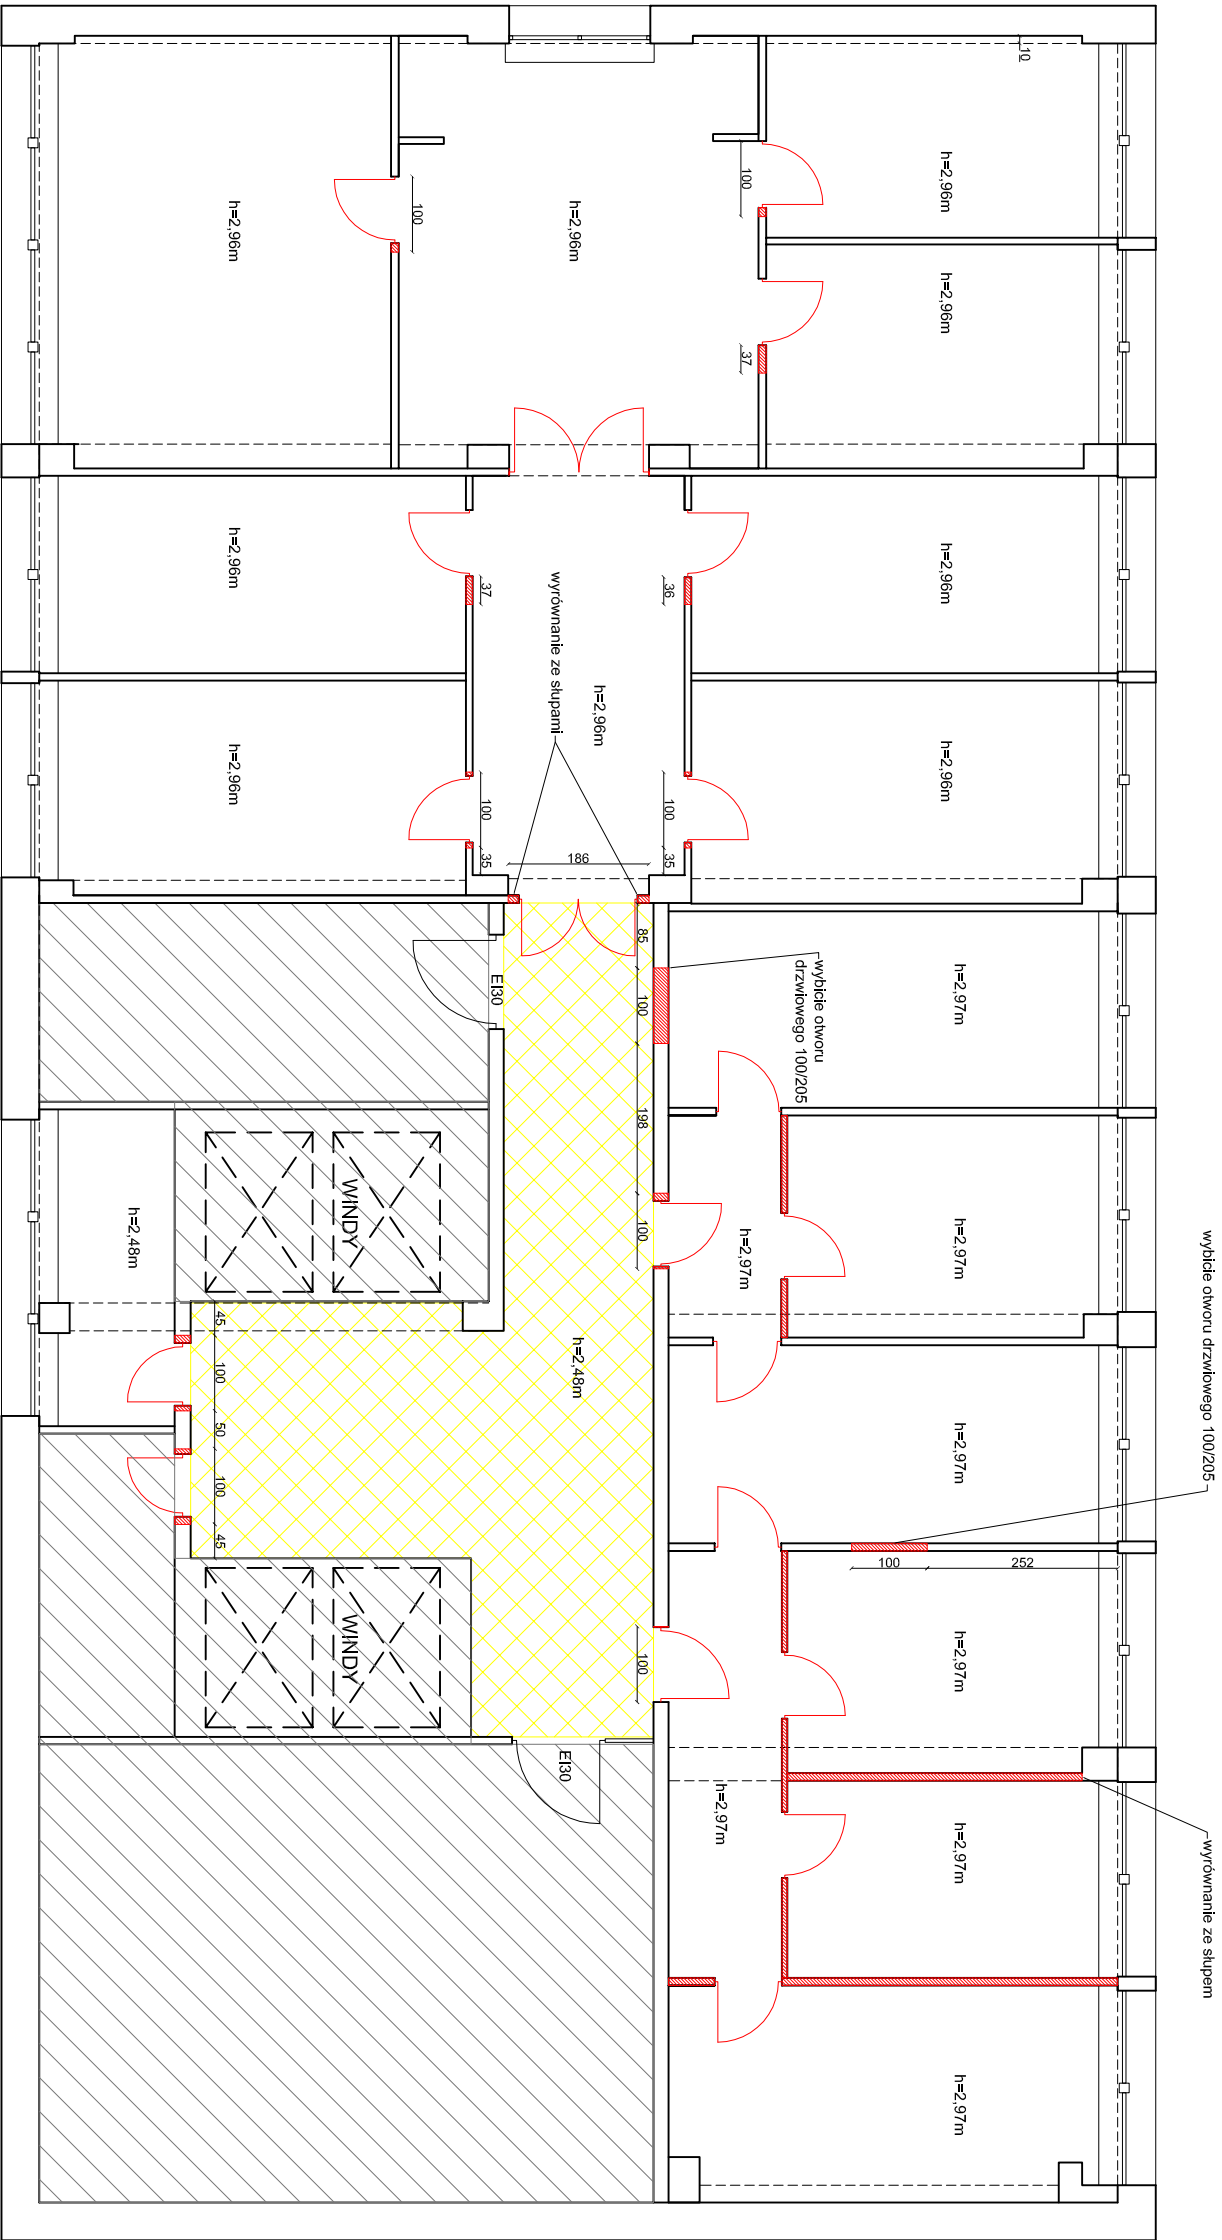 wybicie otworu drzwiowego 100/205
wyrównanie ze słupem
10
h=2,96m
h=2,96m
h=2,96m
h=2,96m
h=2,97m
h=2,97m
h=2,97m
h=2,97m
h=2,97m
h=2,97m
100
252
wybicie otworu
drzwiowego 100/205
100
37
h=2,97m
h=2,97m
36
100
35
85
100
198
100
100
h=2,96m
h=2,96m
wyrównanie ze słupami
186
h=2,48m
EI30
100
37
100
35
EI30
WINDY
WINDY
h=2,96m
h=2,96m
h=2,96m
45
100
50
100
45
h=2,48m